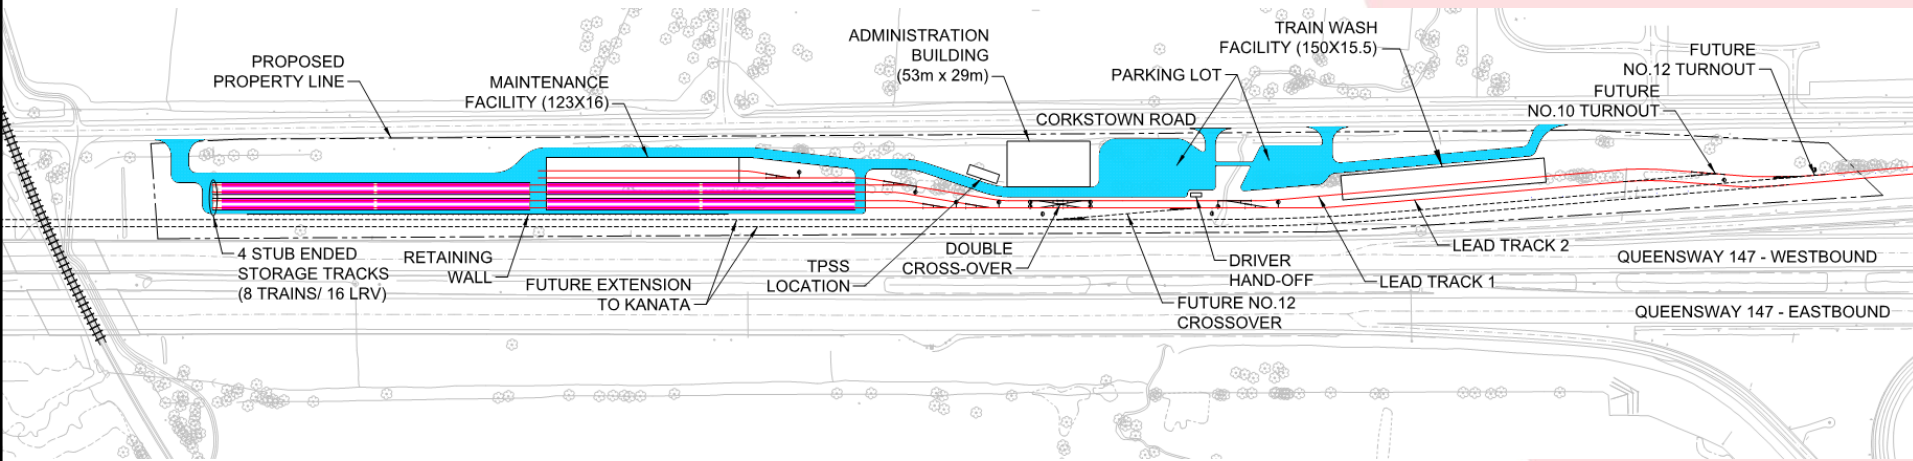 PROPOSED
PROPERTY LINE
MAINTENANCE
FACILITY (123X16)
ADMINISTRATION
BUILDING
(53m x 29m)
PARKING LOT
TRAIN WASH
FACILITY (150X15.5)
FUTURE
NO.12 TURNOUT
FUTURE
NO.10 TURNOUT
CORKSTOWN ROAD
4 STUB ENDED
STORAGE TRACKS
(8 TRAINS/ 16 LRV)
RETAINING
WALL
FUTURE EXTENSION
TO KANATA
TPSS
LOCATION
DOUBLE
CROSS-OVER
FUTURE NO.12
CROSSOVER
DRIVER
HAND-OFF
LEAD TRACK 1
LEAD TRACK 2
QUEENSWAY 147 - WESTBOUND
QUEENSWAY 147 - EASTBOUND